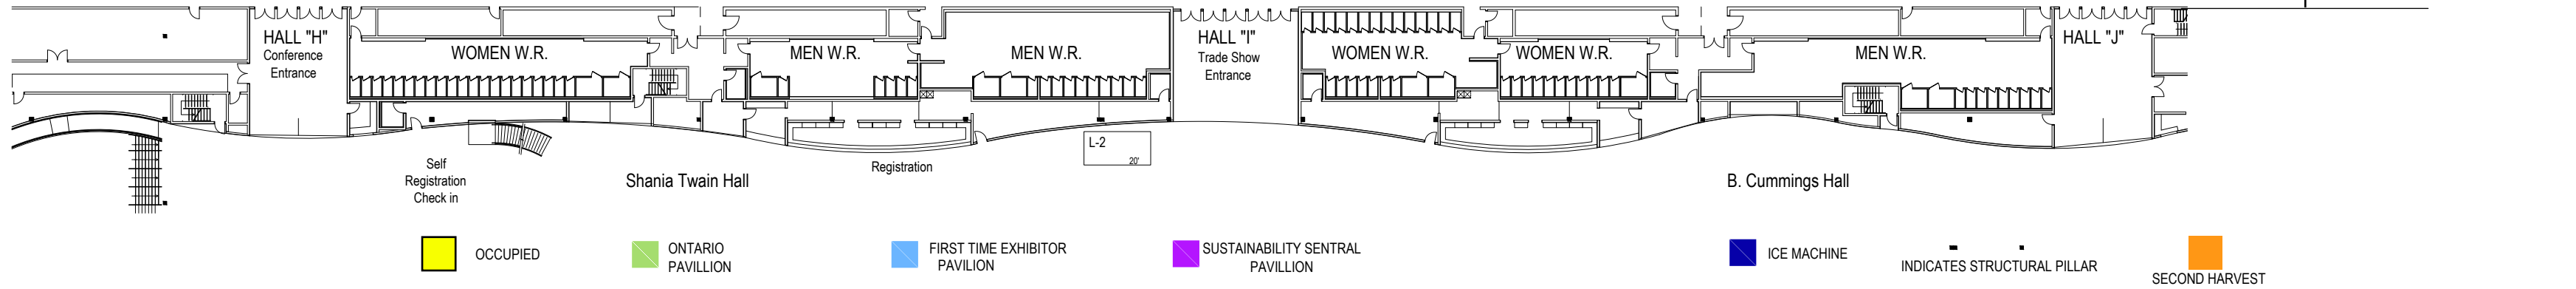 HALL "H"
Conference
Entrance
WOMEN W.R.
MEN W.R.
MEN W.R.
HALL "I"
Trade Show
Entrance
WOMEN W.R.
WOMEN W.R.
MEN W.R.
HALL "J"
L-2
20'
Self
Registration
Check in
Shania Twain Hall
Registration
B. Cummings Hall
OCCUPIED
ONTARIO
PAVILLION
FIRST TIME EXHIBITOR
PAVILION
SUSTAINABILITY SENTRAL
PAVILLION
ICE MACHINE
INDICATES STRUCTURAL PILLAR
SECOND HARVEST